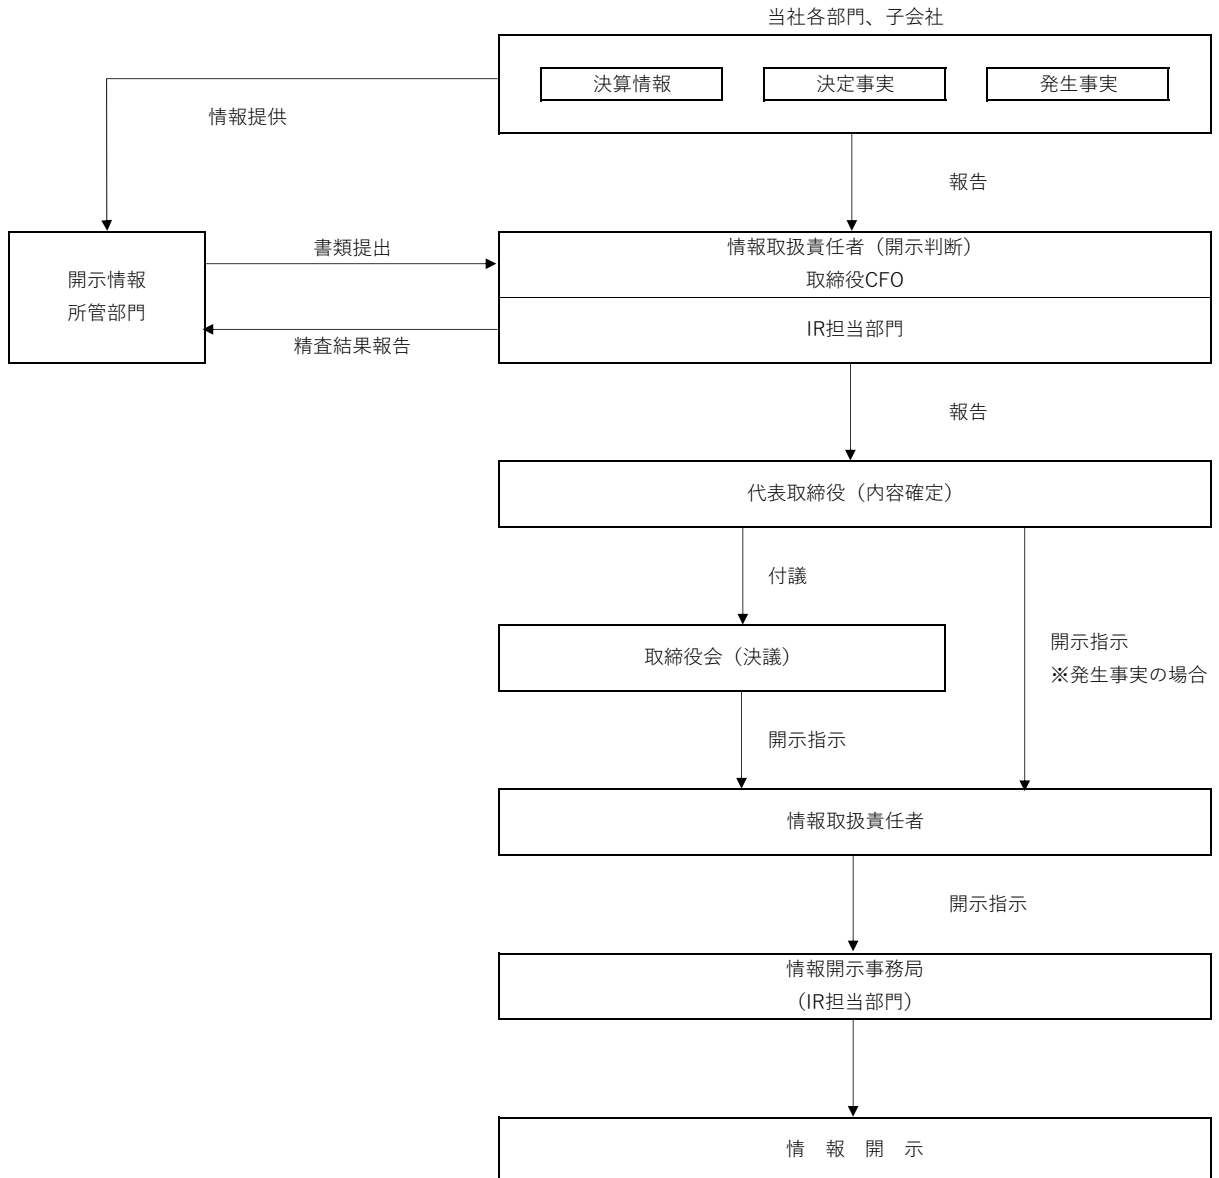 当社各部門、子会社
決算情報
決定事実
発生事実
情報提供
報告
書類提出
情報取扱責任者（開示判断）
取締役CFO
開示情報
所管部門
IR担当部門
精査結果報告
報告
代表取締役（内容確定）
付議
開示指示
※発生事実の場合
取締役会（決議）
開示指示
情報取扱責任者
開示指示
情報開示事務局
（IR担当部門）
情　報　開　示